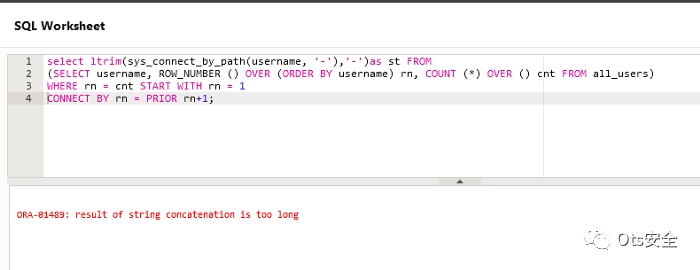 SQL Worksheet
1 select ltrim(sys_connect_by_path(username, '-'),'-')as st FROM
2 (SELECT username, ROW_NUMBER () OVER (ORDER BY username) rn, COUNT (*) OVER () cnt FROM all_users)
3 WHERE rn = cnt START WITH rn = 1
4 CONNECT BY rn = PRIOR rn+1;
ORA-01489: result of string concatenation is too long
Ots安全